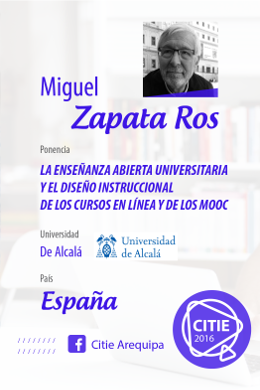 Miguel
Zapata Ros
Ponencia
LA ENSEÑANZA ABIERTA UNIVERSITARIA
Y EL DISEÑO INSTRUCCIONAL
DE LOS CURSOS EN LÍNEA Y DE LOS MOOC
Universidad
De Alcalá
Universidad
de Alcalá
País
España
CITIE
2016
Citie Arequipa